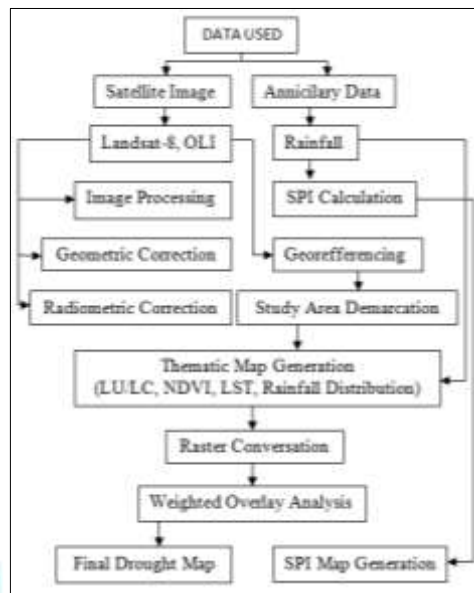 DATA USED
Satellite Image
Annicilary Data
Landsat-8, OLI
Rainfall
Image Processing
SPI Calculation
Geometric Correction
Georefferencing
Radiometric Correction
Study Area Demarcation
Thematic Map Generation
(LU/LC, NDVI, LST, Rainfall Distribution)
Raster Conversation
Weighted Overlay Analysis
Final Drought Map
SPI Map Generation